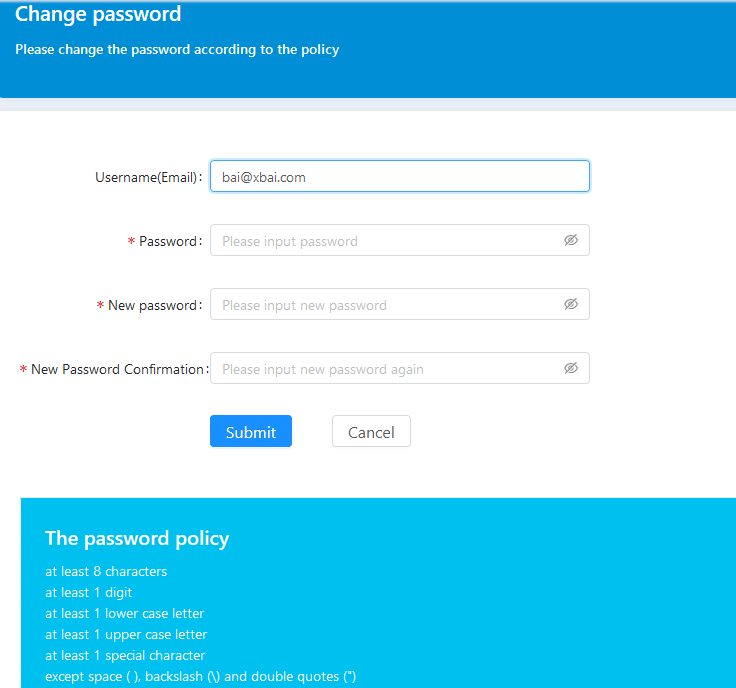 Change password
Please change the password according to the policy
Username(Email): bai@xbai.com
* Password: Please input password
* New password: Please input new password
* New Password Confirmation: Please input new password again
Submit Cancel
The password policy
at least 8 characters
at least 1 digit
at least 1 lower case letter
at least 1 upper case letter
at least 1 special character
except space ( ), backslash (\) and double quotes (")